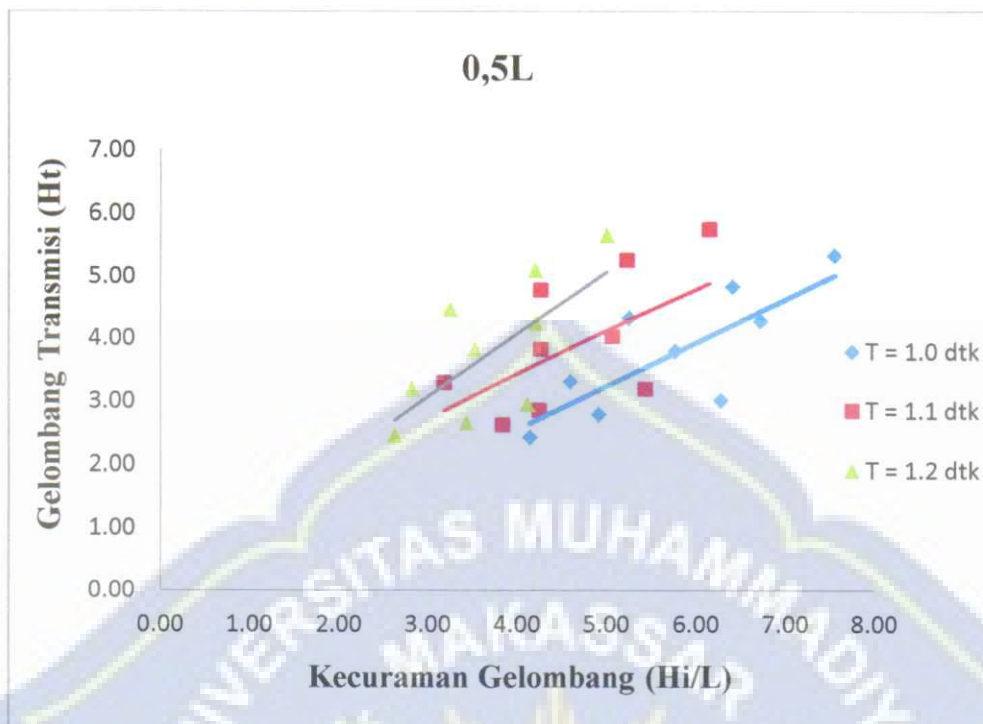 0,5L
Gelombang Transmisi (Ht)
7.00
6.00
5.00
4.00
3.00
2.00
1.00
0.00
0.00 1.00 2.00 3.00 4.00 5.00 6.00 7.00 8.00
Kecuraman Gelombang (Hi/L)
T = 1.0 dtk
T = 1.1 dtk
T = 1.2 dtk
UNIVERSITAS MUHAMMADIYAH
MAKASSAR